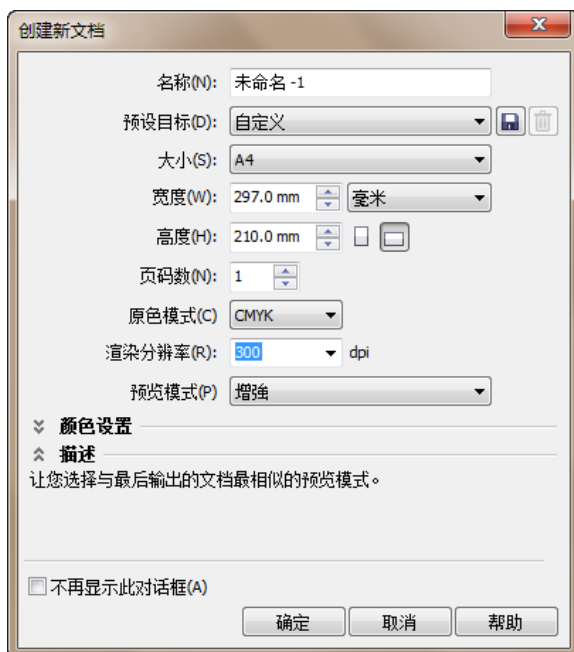 创建新文档
名称(N): 未命名 -1
预设目标(D): 自定义
大小(S): A4
宽度(W): 297.0 mm 毫米
高度(H): 210.0 mm
页码数(N): 1
原色模式(C) CMYK
渲染分辨率(R): 300 dpi
预览模式(P) 增强
颜色设置
描述
让您选择与最后输出的文档最相似的预览模式。
不再显示此对话框(A)
确定 取消 帮助